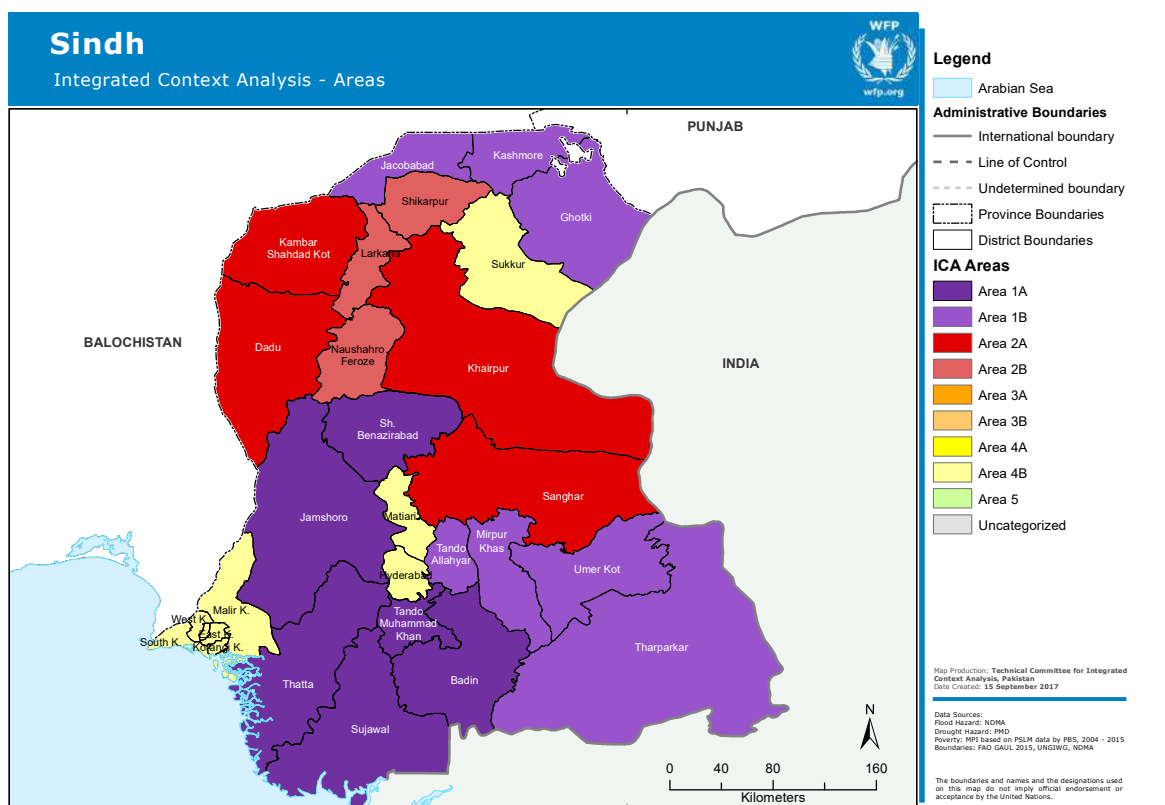 Sindh
Integrated Context Analysis - Areas
WFP
wfp.org
PUNJAB
Kashmore
Jacobabad
Shikarpur
Ghotki
Kambar
Shahdad Kot
Larkana
Sukkur
BALOCHISTAN
Dadu
Naushahro
Feroze
Khairpur
INDIA
Sh.
Benazirabad
Sanghar
Jamshoro
Matiari
Mirpur
Khas
Tando
Allahyar
Umer Kot
Hyderabad
Malir K.
Tando
Muhammad
Khan
West K.
East K.
South K.
Korangi K.
Tharparkar
Thatta
Badin
Sujawal
N
0 40 80 160
Kilometers
Legend
Arabian Sea
Administrative Boundaries
International boundary
Line of Control
Undetermined boundary
Province Boundaries
District Boundaries
ICA Areas
Area 1A
Area 1B
Area 2A
Area 2B
Area 3A
Area 3B
Area 4A
Area 4B
Area 5
Uncategorized
Map Production: Technical Committee for Integrated
Context Analysis, Pakistan
Date Created: 15 September 2017
Data Sources:
Flood Hazard: NDMA
Drought Hazard: PMD
Poverty: MPI based on PSLM data by PBS, 2004 - 2015
Boundaries: FAO GAUL 2015, UNGIWG, NDMA
The boundaries and names and the designations used
on this map do not imply official endorsement or
acceptance by the United Nations.